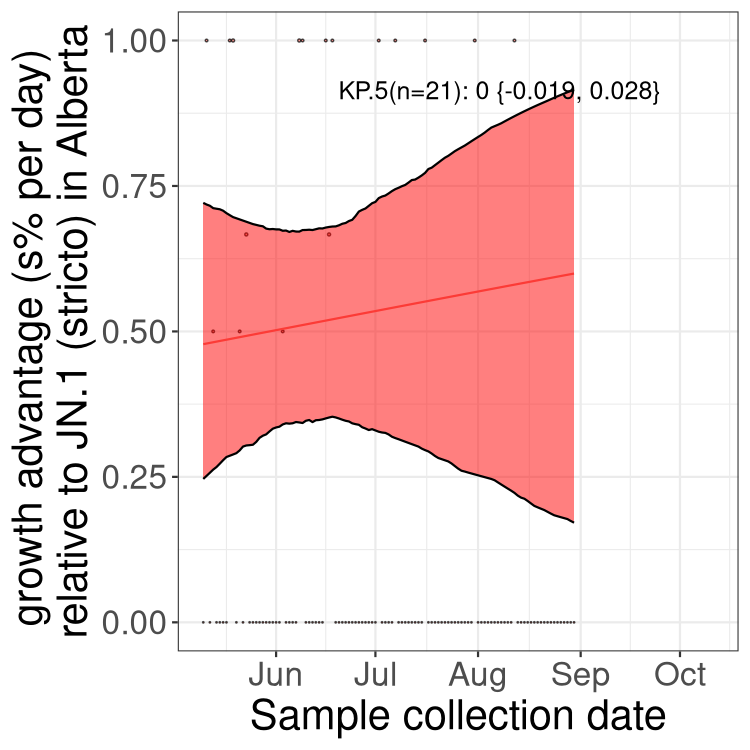 growth advantage (s% per day)
relative to JN.1 (stricto) in Alberta
1.00
0.75
0.50
0.25
0.00
KP.5(n=21): 0 {-0.019, 0.028}
Jun Jul Aug Sep Oct
Sample collection date